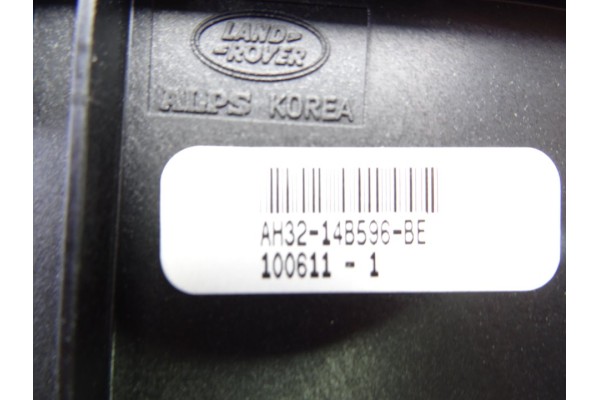 LAND-
-ROVER
ALPS KOREA
AH32-14B596-BE
100611 - 1